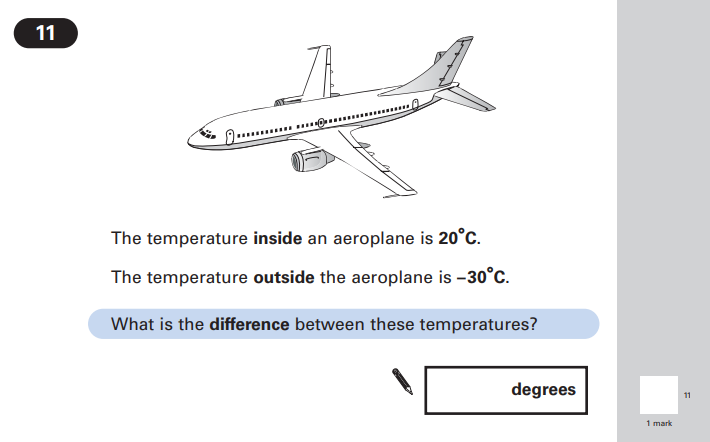 11
The temperature inside an aeroplane is 20°C.
The temperature outside the aeroplane is –30°C.
What is the difference between these temperatures?
degrees
11
1 mark